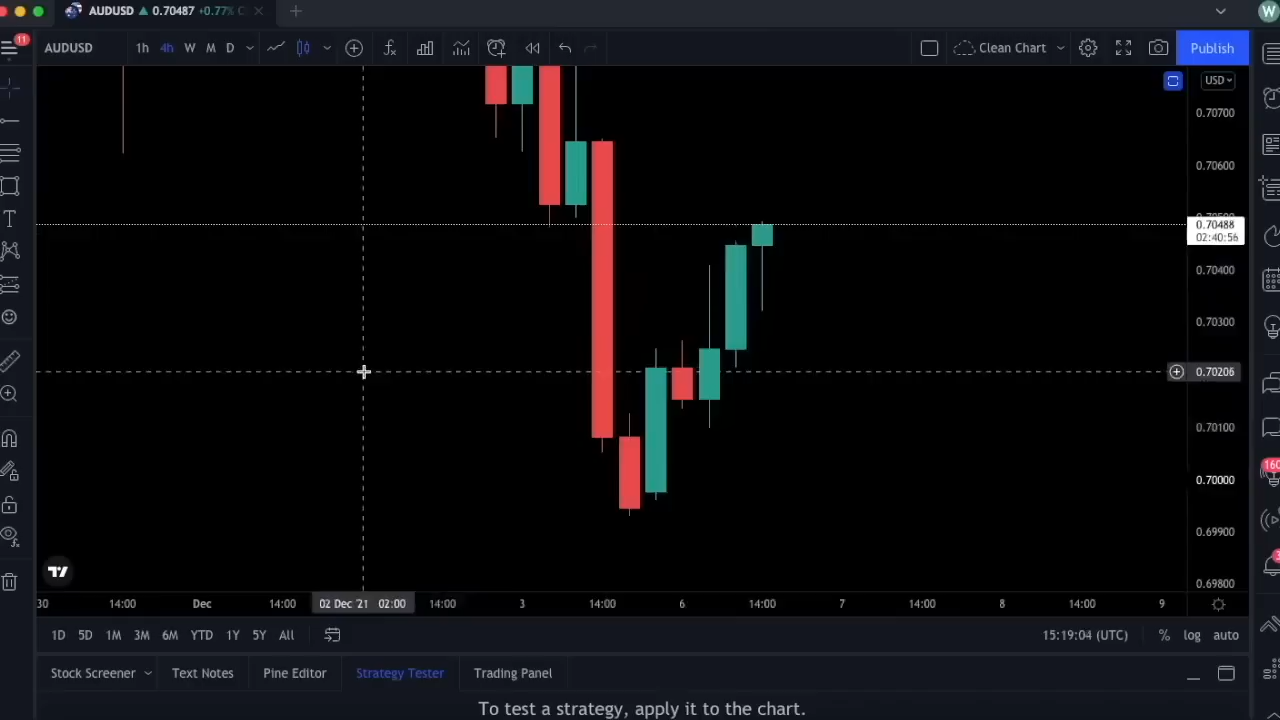 AUDUSD ▲ 0.70487 +0.77% C
W
11
AUDUSD 1h 4h W M D Clean Chart Publish
USD
0.70700
0.70600
0.70488
02:40:56
0.70400
0.70300
0.70206
0.70100
0.70000
0.69900
0.69800
160
30 14:00 Dec 14:00 02 Dec '21 02:00 14:00 3 14:00 6 14:00 7 14:00 8 14:00 9
1D 5D 1M 3M 6M YTD 1Y 5Y All 15:19:04 (UTC) % log auto
Stock Screener Text Notes Pine Editor Strategy Tester Trading Panel
To test a strategy, apply it to the chart.